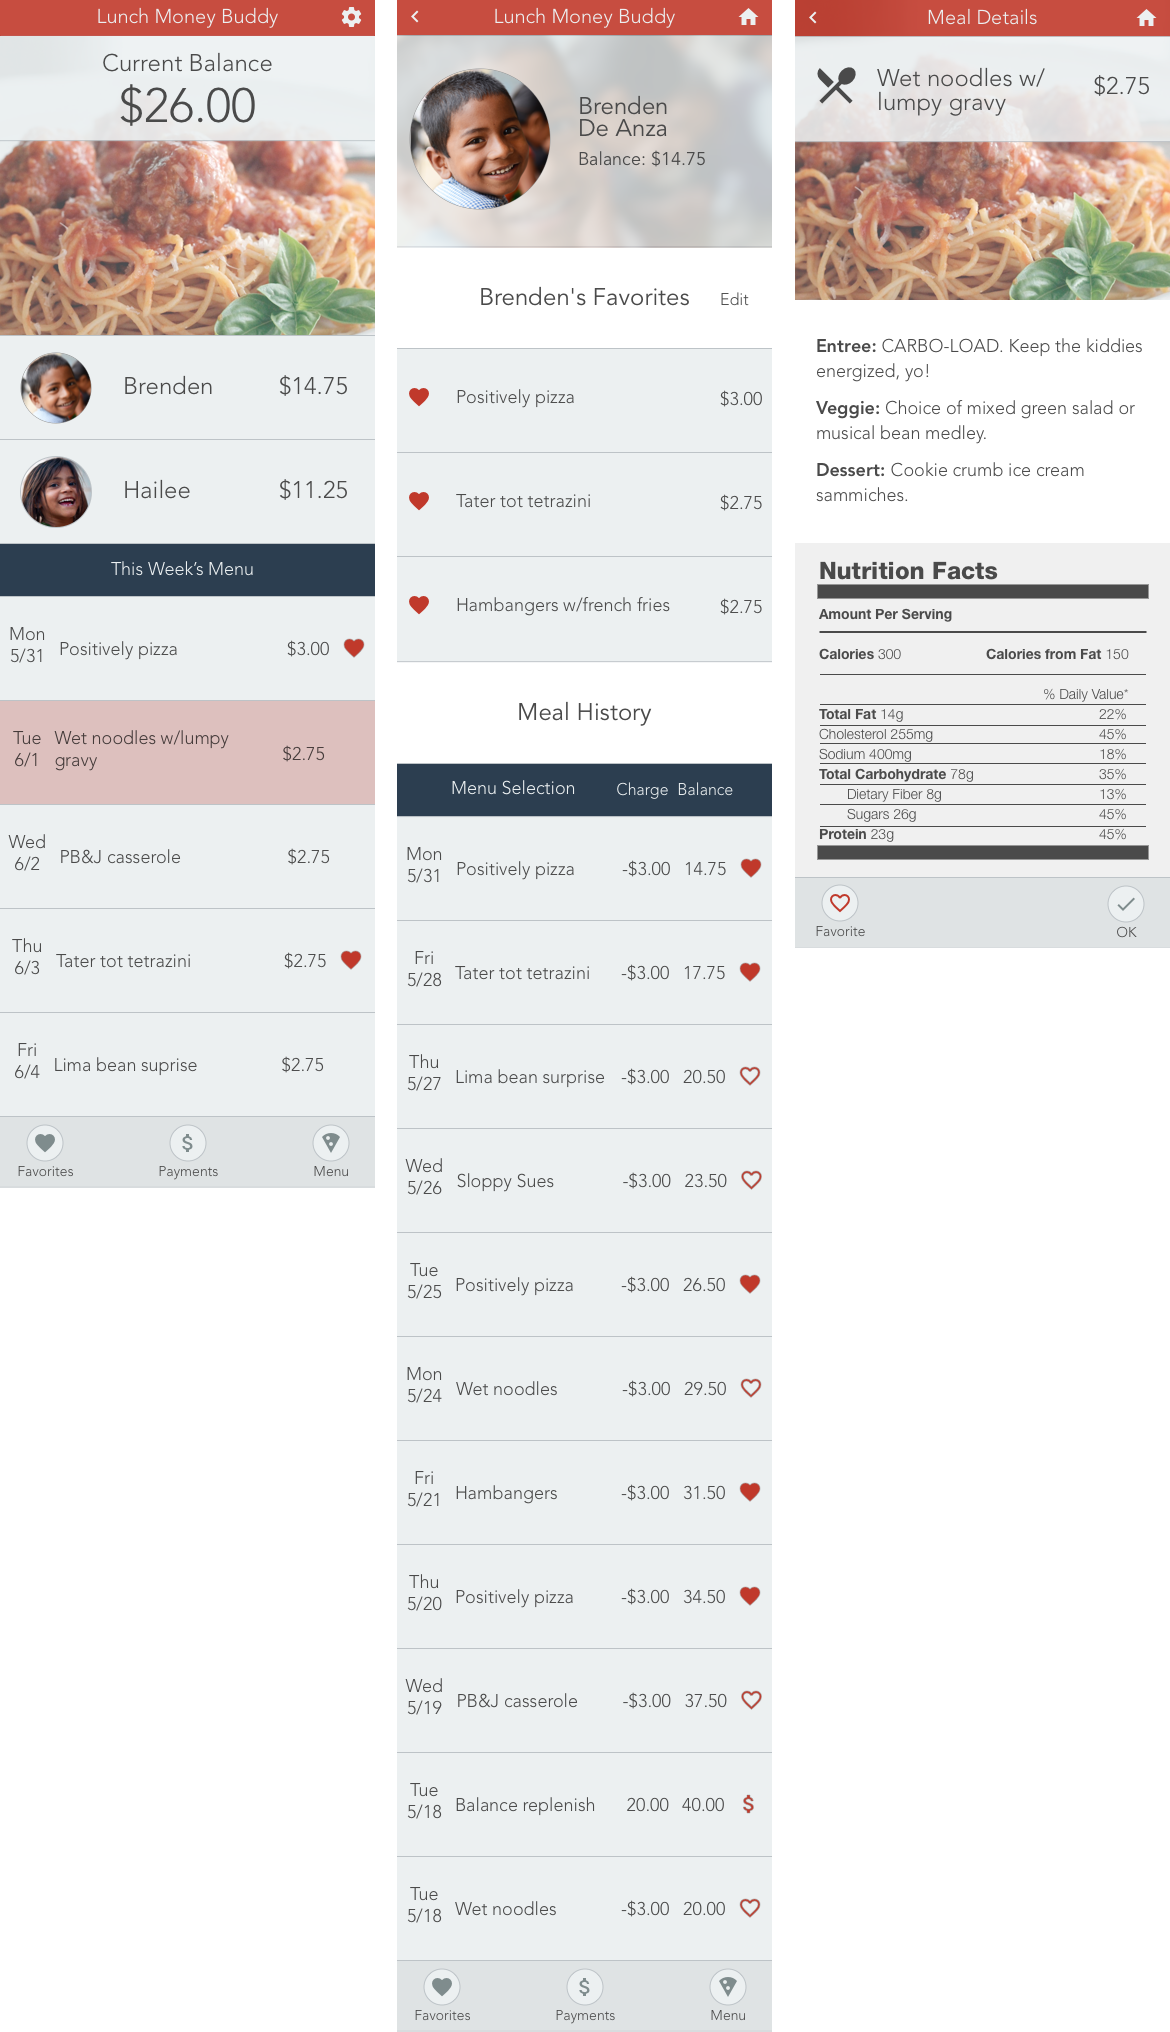 Lunch Money Buddy
Current Balance
$26.00
Brenden $14.75
Hailee $11.25
This Week's Menu
Mon 5/31 Positively pizza $3.00
Tue 6/1 Wet noodles w/lumpy gravy $2.75
Wed 6/2 PB&J casserole $2.75
Thu 6/3 Tater tot tetrazini $2.75
Fri 6/4 Lima bean suprise $2.75
Favorites Payments Menu
Lunch Money Buddy
Brenden
De Anza
Balance: $14.75
Brenden's Favorites Edit
Positively pizza $3.00
Tater tot tetrazini $2.75
Hambangers w/french fries $2.75
Meal History
Menu Selection Charge Balance
Mon 5/31 Positively pizza -$3.00 14.75
Fri 5/28 Tater tot tetrazini -$3.00 17.75
Thu 5/27 Lima bean surprise -$3.00 20.50
Wed 5/26 Sloppy Sues -$3.00 23.50
Tue 5/25 Positively pizza -$3.00 26.50
Mon 5/24 Wet noodles -$3.00 29.50
Fri 5/21 Hambangers -$3.00 31.50
Thu 5/20 Positively pizza -$3.00 34.50
Wed 5/19 PB&J casserole -$3.00 37.50
Tue 5/18 Balance replenish 20.00 40.00 $
Tue 5/18 Wet noodles -$3.00 20.00
Favorites Payments Menu
Meal Details
Wet noodles w/
lumpy gravy
$2.75
Entree: CARBO-LOAD. Keep the kiddies
energized, yo!
Veggie: Choice of mixed green salad or
musical bean medley.
Dessert: Cookie crumb ice cream
sammiches.
Nutrition Facts
Amount Per Serving
Calories 300 Calories from Fat 150
% Daily Value*
Total Fat 14g 22%
Cholesterol 255mg 45%
Sodium 400mg 18%
Total Carbohydrate 78g 35%
Dietary Fiber 8g 13%
Sugars 26g 45%
Protein 23g 45%
Favorite OK